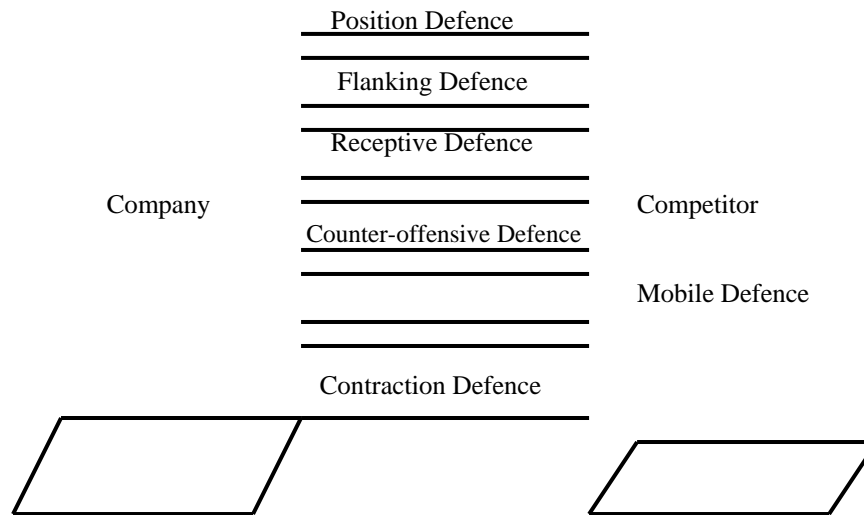 Position Defence
Flanking Defence
Receptive Defence
Company
Competitor
Counter-offensive Defence
Mobile Defence
Contraction Defence